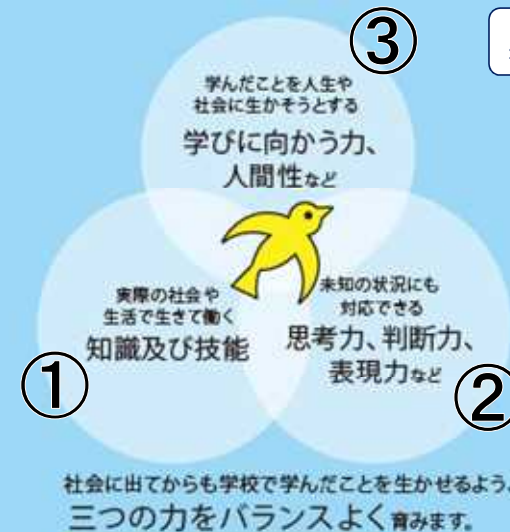 ③
学んだことを人生や
社会に生かそうとする
学びに向かう力、
人間性など
実際の社会や
生活で生きて働く
知識及び技能
①
未知の状況にも
対応できる
思考力、判断力、
表現力など
②
社会に出てからも学校で学んだことを生かせるよう、
三つの力をバランスよく育みます。